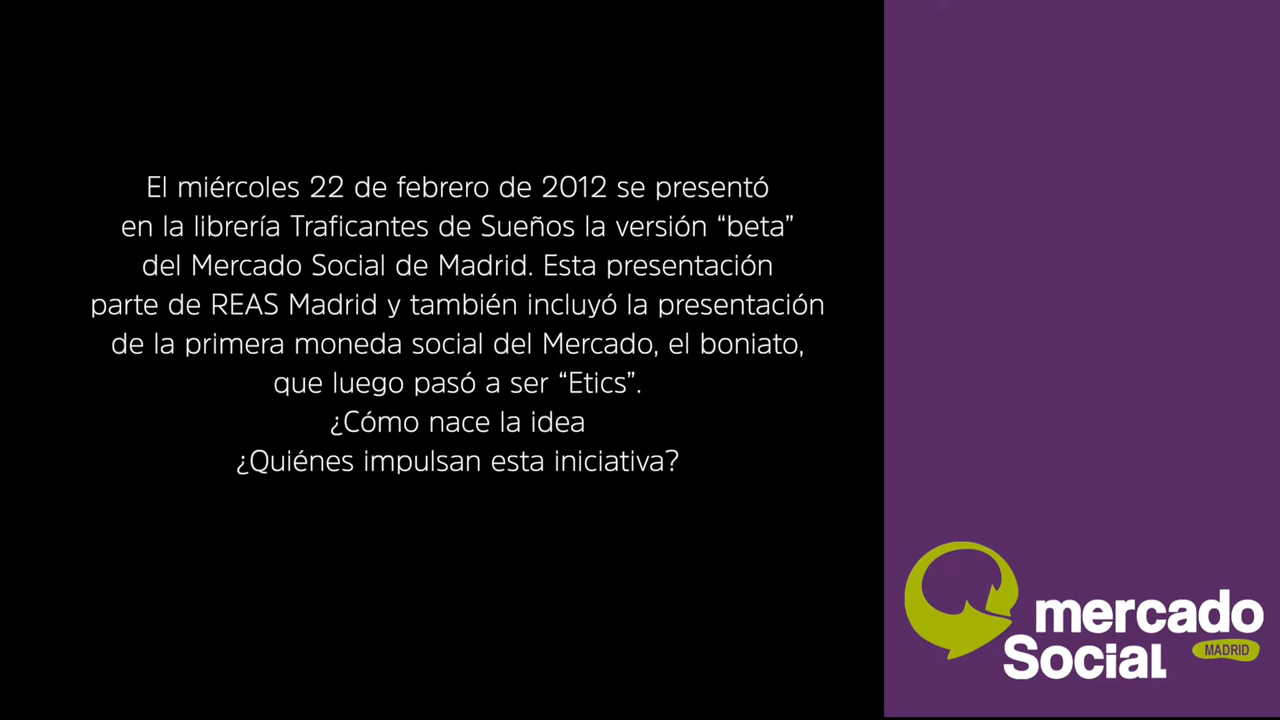 El miércoles 22 de febrero de 2012 se presentó
en la librería Traficantes de Sueños la versión “beta”
del Mercado Social de Madrid. Esta presentación
parte de REAS Madrid y también incluyó la presentación
de la primera moneda social del Mercado, el boniato,
que luego pasó a ser “Etics”.
¿Cómo nace la idea
¿Quiénes impulsan esta iniciativa?
mercado
Social
MADRID